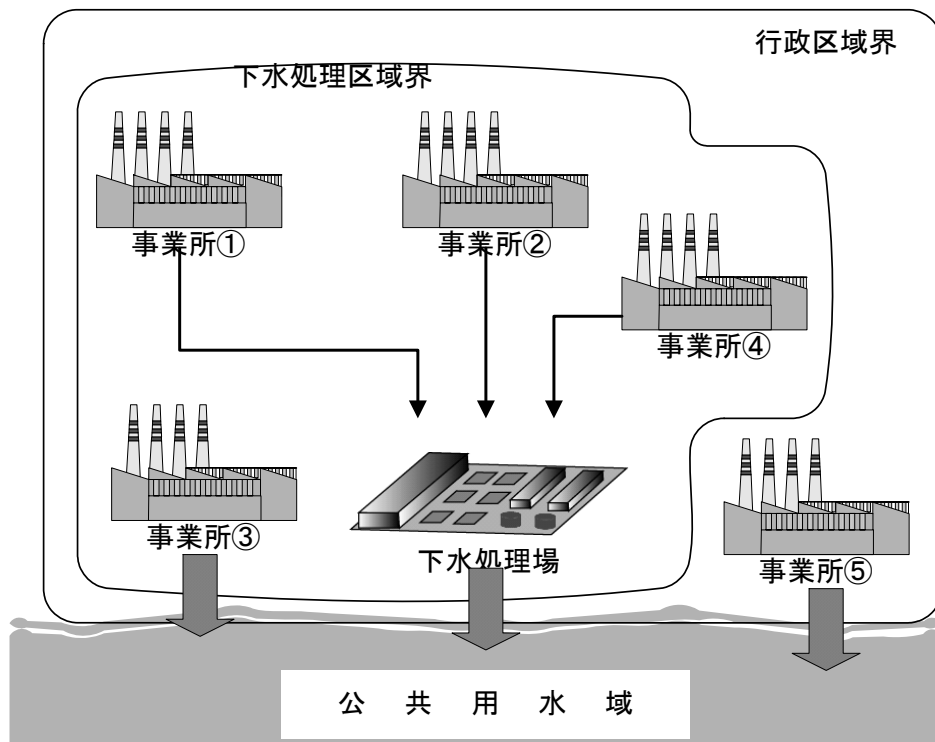 行政区域界
下水処理区域界
事業所①
事業所②
事業所④
事業所③
下水処理場
事業所⑤
公共用水域